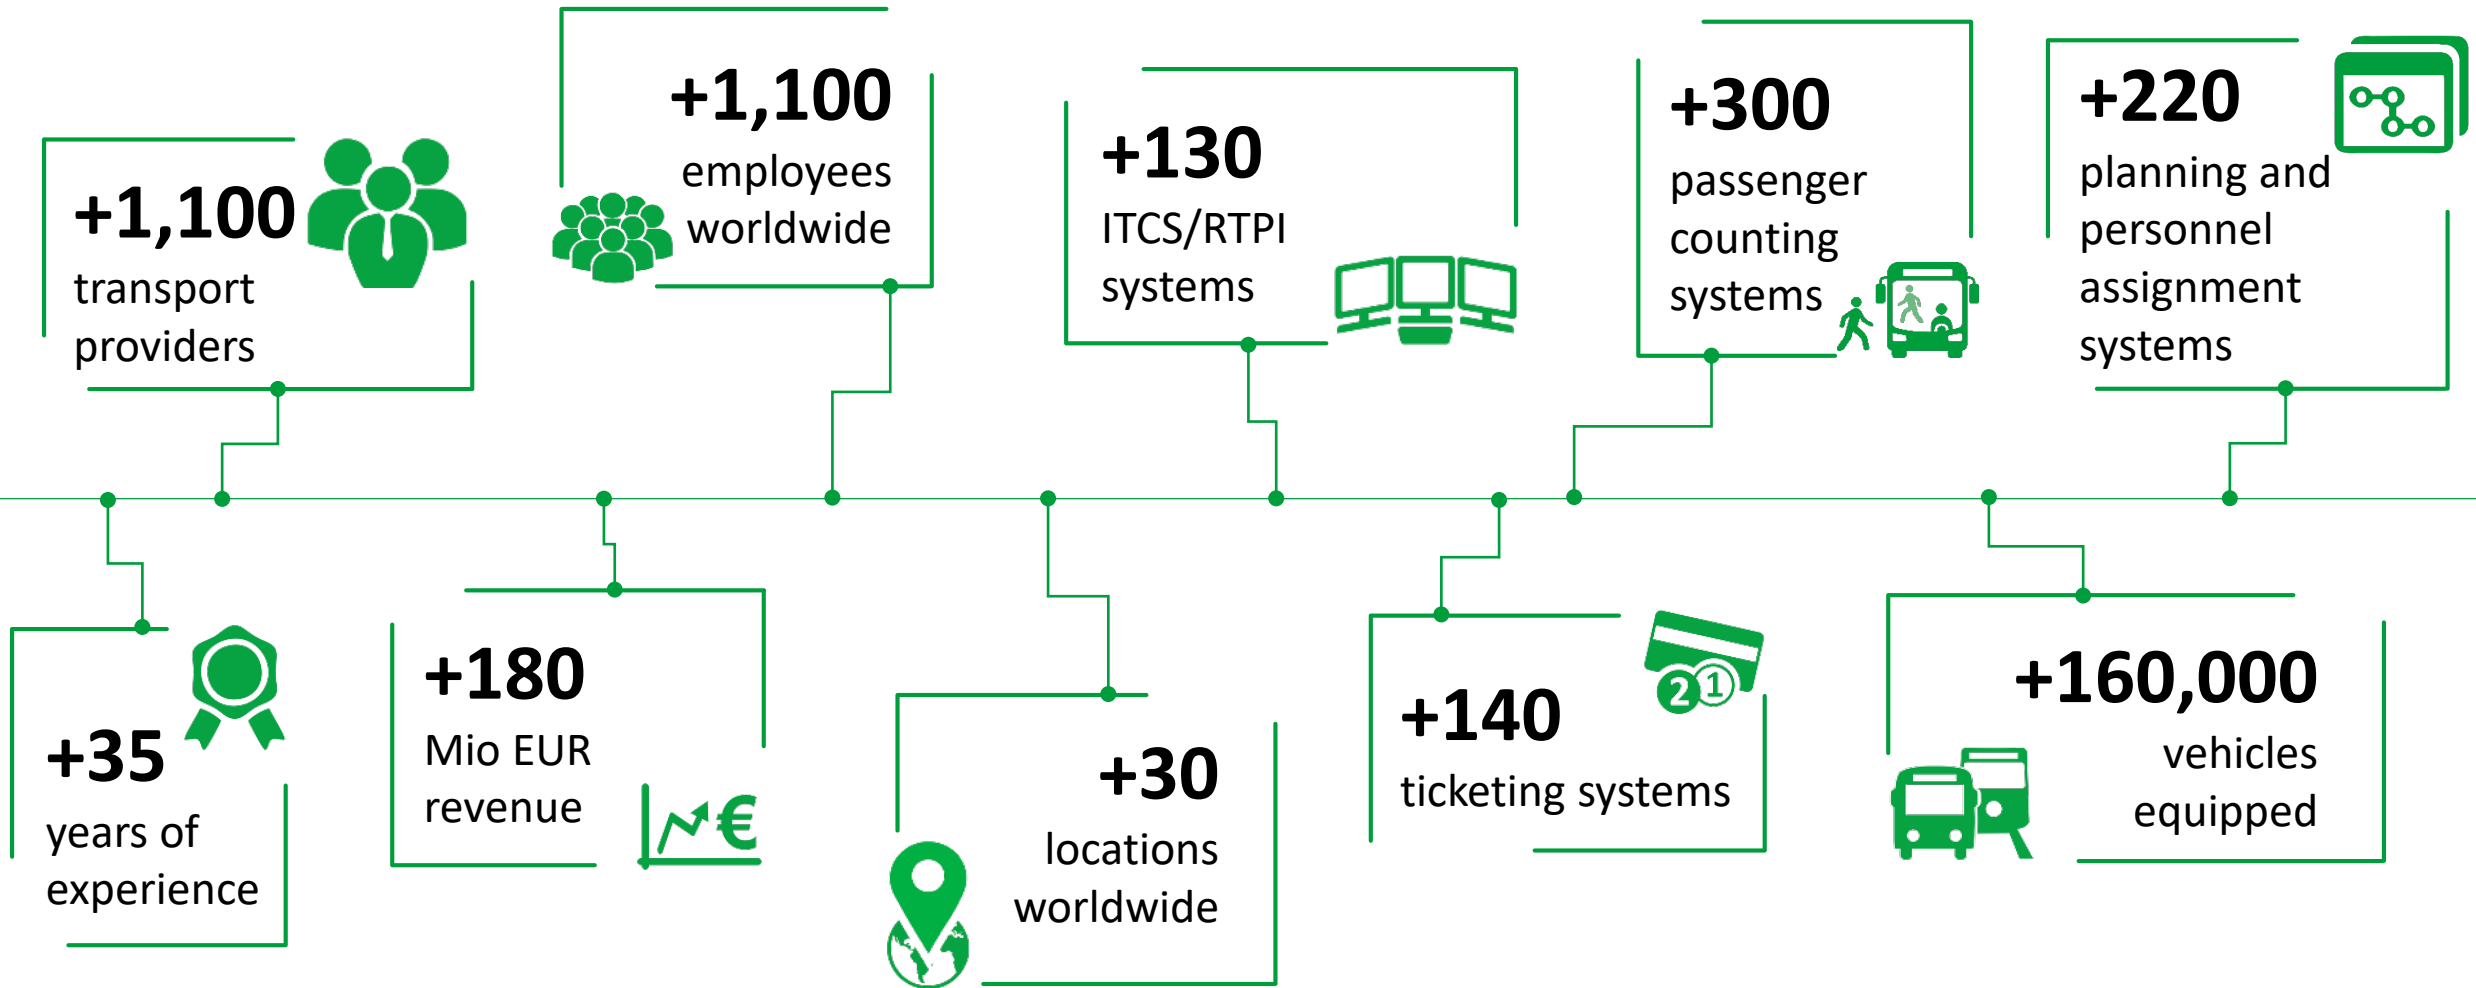 +1,100
transport
providers
+1,100
employees
worldwide
+130
ITCS/RTPI
systems
+300
passenger
counting
systems
+220
planning and
personnel
assignment
systems
+35
years of
experience
+180
Mio EUR
revenue
€
+30
locations
worldwide
2 1
+140
ticketing systems
+160,000
vehicles
equipped